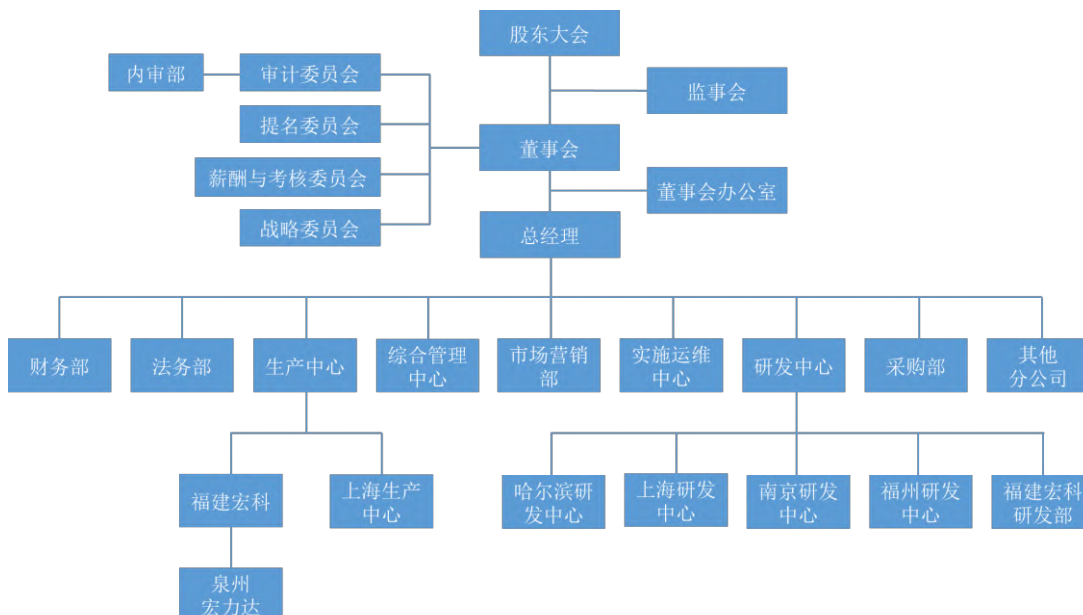 股东大会
内审部
审计委员会
监事会
提名委员会
董事会
薪酬与考核委员会
董事会办公室
战略委员会
总经理
财务部
法务部
生产中心
综合管理
中心
市场营销
部
实施运维
中心
研发中心
采购部
其他
分公司
福建宏科
上海生产
中心
哈尔滨研
发中心
上海研发
中心
南京研发
中心
福州研发
中心
福建宏科
研发部
泉州
宏力达